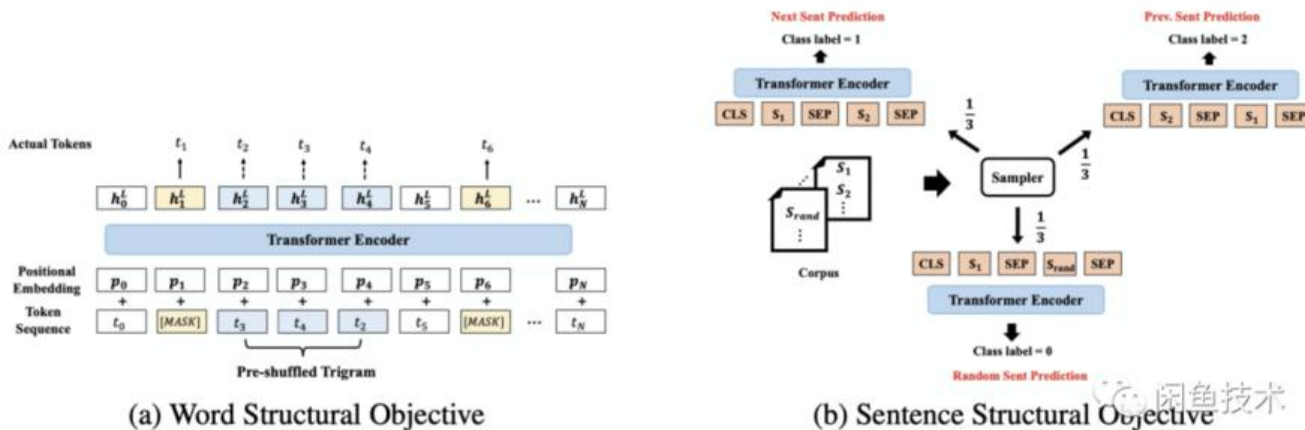 Actual Tokens t₁ t₂ t₃ t₄ t₆
h₀ᴸ h₁ᴸ h₂ᴸ h₃ᴸ h₄ᴸ h₅ᴸ h₆ᴸ ... h_Nᴸ
Transformer Encoder
Positional Embedding p₀ p₁ p₂ p₃ p₄ p₅ p₆ p_N
+ + + + + + + +
Token Sequence t₀ [MASK] t₃ t₄ t₂ t₅ [MASK] ... t_N
Pre-shuffled Trigram
(a) Word Structural Objective
Next Sent Prediction
Class label = 1
Transformer Encoder
CLS S₁ SEP S₂ SEP
Prev. Sent Prediction
Class label = 2
Transformer Encoder
CLS S₂ SEP S₁ SEP
1/3
1/3
S₁
S₂
⋮
S_rand
⋮
Corpus
Sampler
1/3
CLS S₁ SEP S_rand SEP
Transformer Encoder
Class label = 0
Random Sent Prediction
(b) Sentence Structural Objective
闲鱼技术